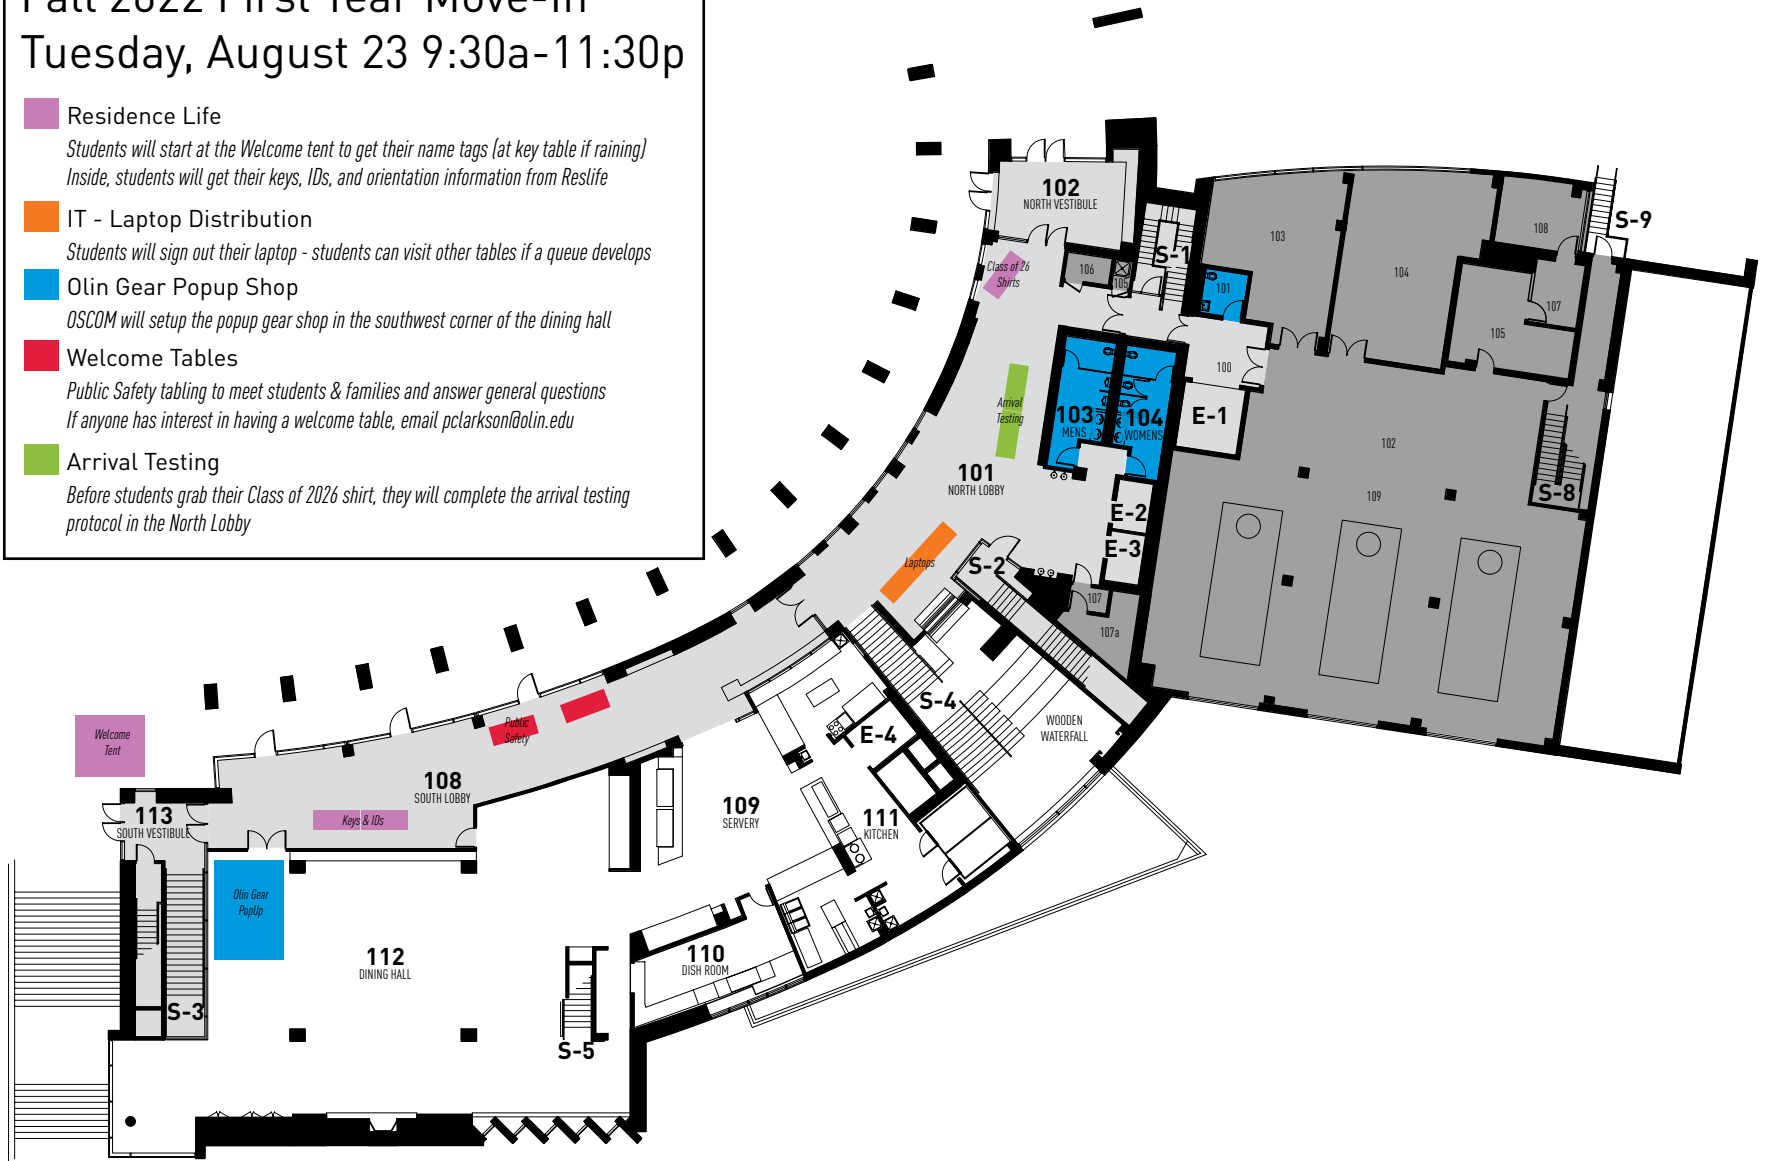 Fall 2022 First Year Move-In
Tuesday, August 23 9:30a-11:30p
Residence Life
Students will start at the Welcome tent to get their name tags (at key table if raining)
Inside, students will get their keys, IDs, and orientation information from Reslife
IT - Laptop Distribution
Students will sign out their laptop - students can visit other tables if a queue develops
Olin Gear Popup Shop
OSCOM will setup the popup gear shop in the southwest corner of the dining hall
Welcome Tables
Public Safety tabling to meet students & families and answer general questions
If anyone has interest in having a welcome table, email pclarkson@olin.edu
Arrival Testing
Before students grab their Class of 2026 shirt, they will complete the arrival testing
protocol in the North Lobby
102
NORTH VESTIBULE
S-1
103
104
108
S-9
Class of 26
Shirts
106
105
101
107
105
100
Arrival
Testing
103
MENS
104
WOMENS
E-1
102
101
NORTH LOBBY
109
S-8
E-2
E-3
Laptops
S-2
107
107a
S-4
WOODEN
WATERFALL
E-4
Welcome
Tent
Public
Safety
108
SOUTH LOBBY
113
SOUTH VESTIBULE
Keys & IDs
109
SERVERY
111
KITCHEN
Olin Gear
PopUp
112
DINING HALL
110
DISH ROOM
S-3
S-5